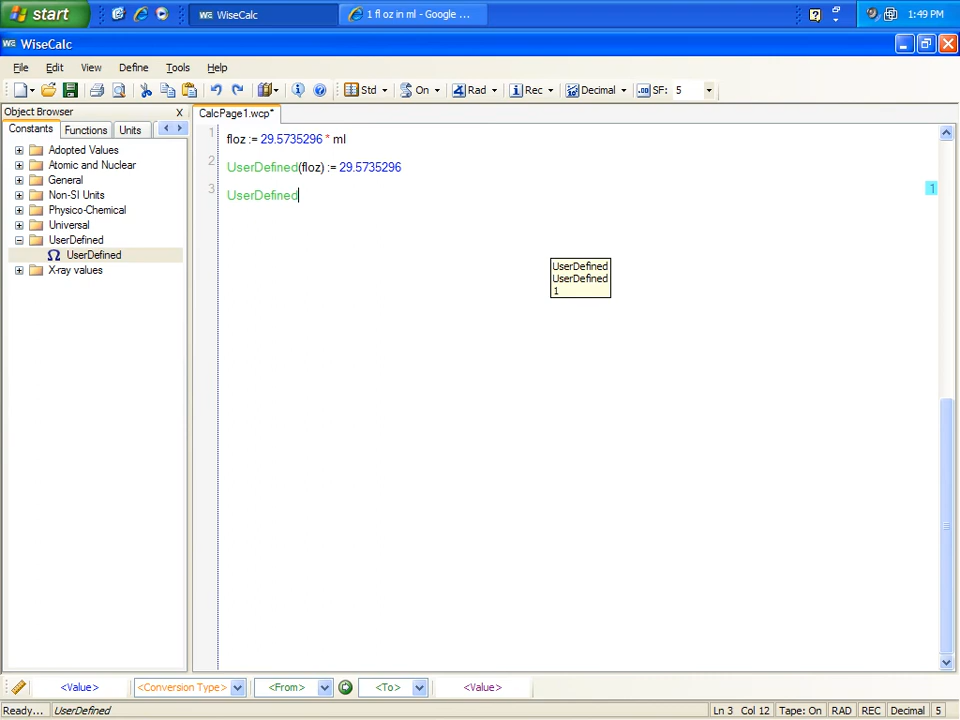 start
WiseCalc
1 fl oz in ml - Google ...
1:49 PM
WiseCalc
File Edit View Define Tools Help
Std On Rad Rec Decimal SF: 5
Object Browser X
CalcPage1.wcp*
Constants Functions Units
Adopted Values
Atomic and Nuclear
General
Non-SI Units
Physico-Chemical
Universal
UserDefined
UserDefined
X-ray values
1 floz := 29.5735296 * ml
2 UserDefined(floz) := 29.5735296
3 UserDefined
1
UserDefined
UserDefined
1
<Value> <Conversion Type> <From> <To> <Value>
Ready... UserDefined Ln 3 Col 12 Tape: On RAD REC Decimal 5